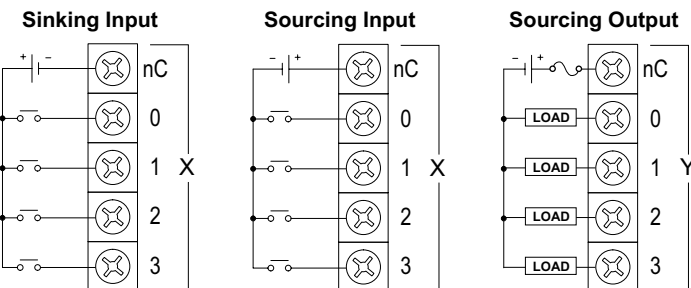 Sinking Input
+ −
nC
0
1 X
2
3
Sourcing Input
− +
nC
0
1 X
2
3
Sourcing Output
− +
nC
LOAD 0
LOAD 1 Y
LOAD 2
LOAD 3